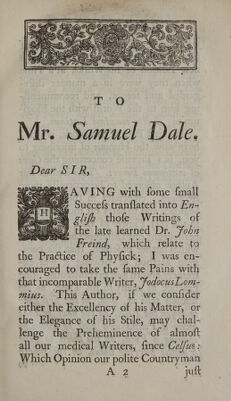 TO
Mr. Samuel Dale.
Dear SIR,
HAVING with ſome ſmall
Succeſs tranſlated into En-
gliſh thoſe Writings of
the late learned Dr. John
Freind, which relate to
the Practice of Phyſick; I was en-
couraged to take the ſame Pains with
that incomparable Writer, Jodocus Lom-
mius. This Author, if we conſider
either the Excellency of his Matter, or
the Elegance of his Stile, may chal-
lenge the Preheminence of almoſt
all our medical Writers, ſince Celſus:
Which Opinion our polite Countryman
A 2 juſt